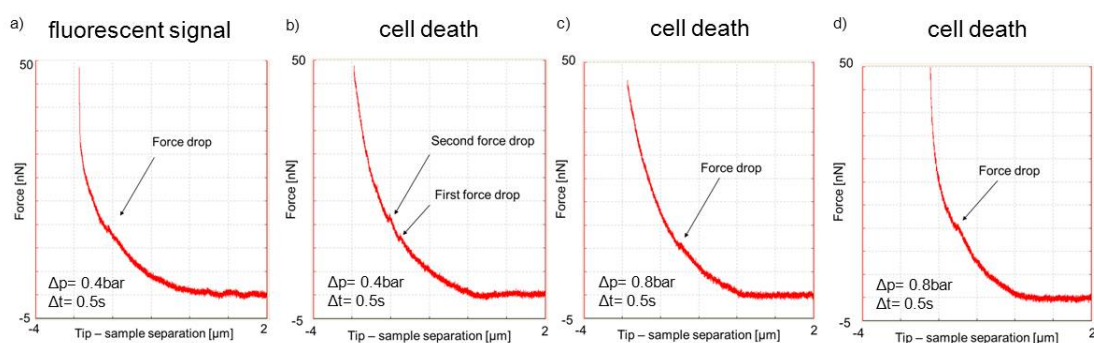 a) fluorescent signal
50
Force [nN]
Force drop
Δp= 0.4bar
Δt= 0.5s
-5
-4
Tip – sample separation [µm]
2
b) cell death
50
Force [nN]
Second force drop
First force drop
Δp= 0.4bar
Δt= 0.5s
-5
-4
Tip – sample separation [µm]
2
c) cell death
50
Force [nN]
Force drop
Δp= 0.8bar
Δt= 0.5s
-5
-4
Tip – sample separation [µm]
2
d) cell death
50
Force [nN]
Force drop
Δp= 0.8bar
Δt= 0.5s
-5
-4
Tip – sample separation [µm]
2